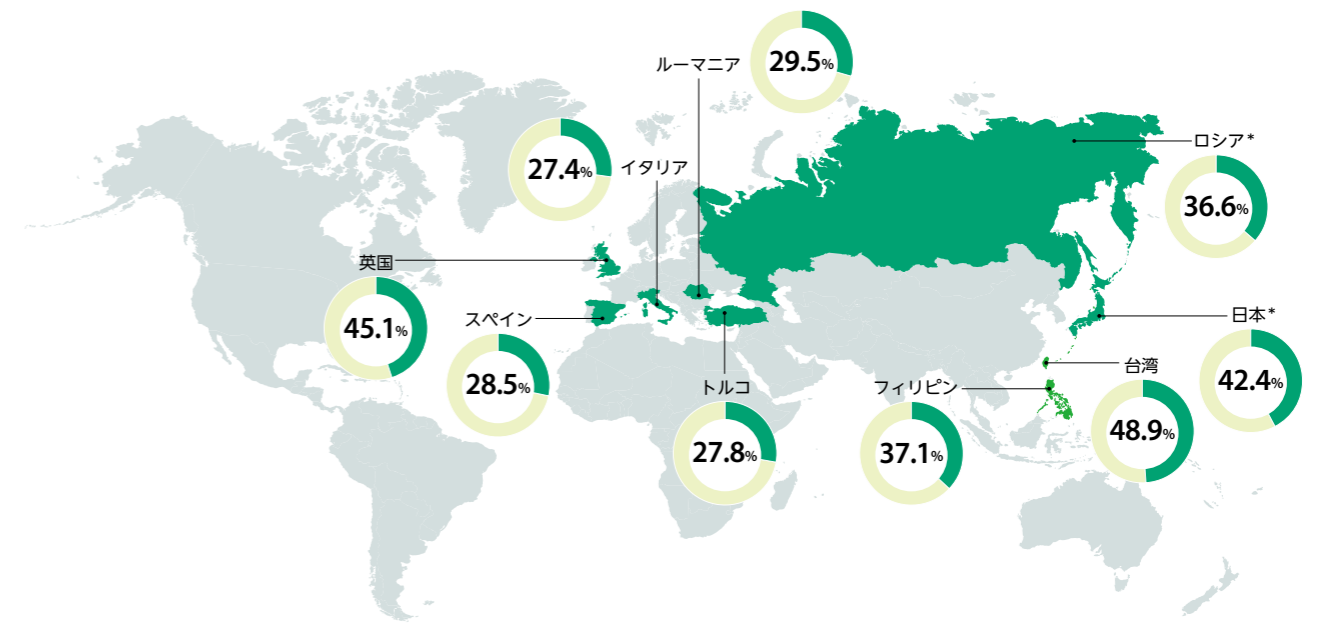 ルーマニア
29.5%
イタリア
27.4%
ロシア*
36.6%
英国
45.1%
スペイン
28.5%
トルコ
27.8%
フィリピン
37.1%
台湾
48.9%
日本*
42.4%